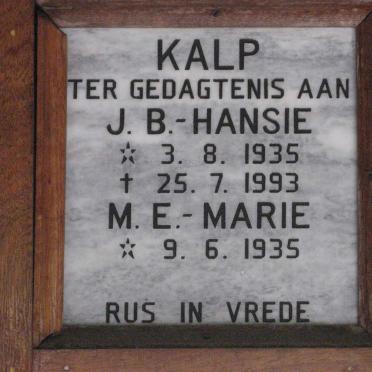 KALP
TER GEDAGTENIS AAN
J. B.-HANSIE
☆ 3. 8. 1935
† 25. 7. 1993
M. E.-MARIE
☆ 9. 6. 1935
RUS IN VREDE